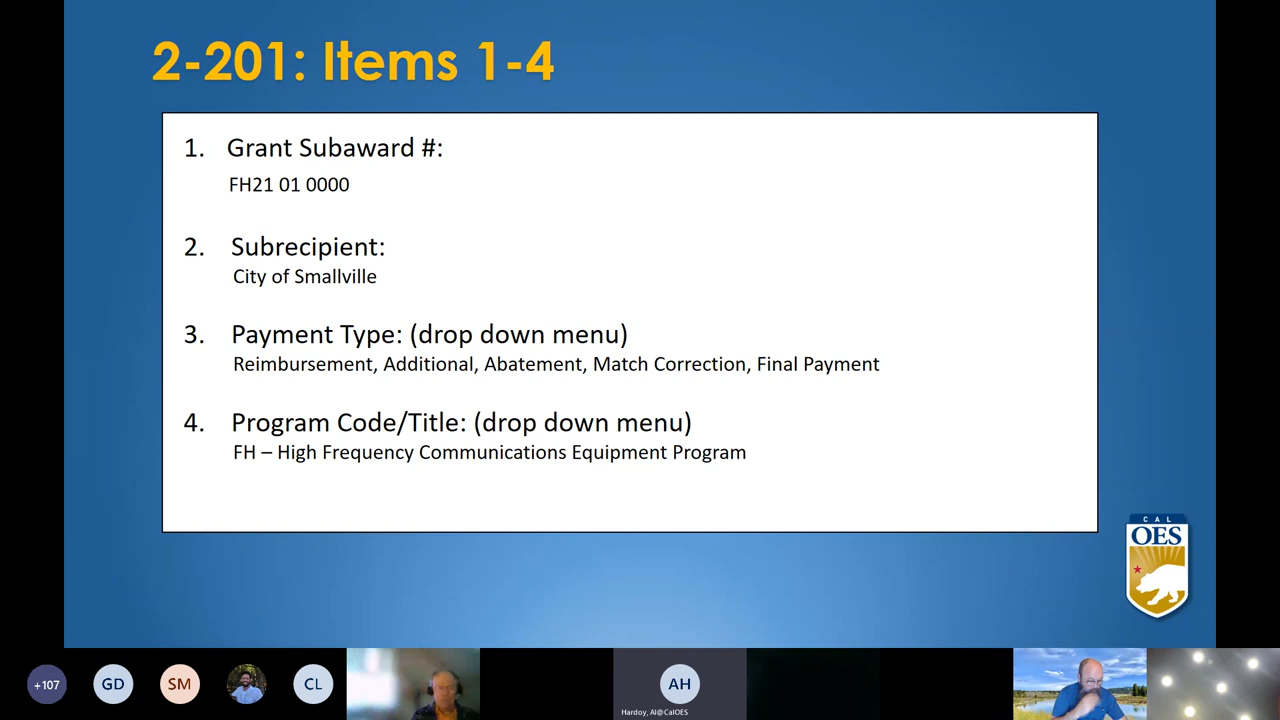 2-201: Items 1-4
1. Grant Subaward #:
FH21 01 0000
2. Subrecipient:
City of Smallville
3. Payment Type: (drop down menu)
Reimbursement, Additional, Abatement, Match Correction, Final Payment
4. Program Code/Title: (drop down menu)
FH – High Frequency Communications Equipment Program
CAL
OES
+107
GD
SM
CL
AH
Hardoy, Al@CalOES